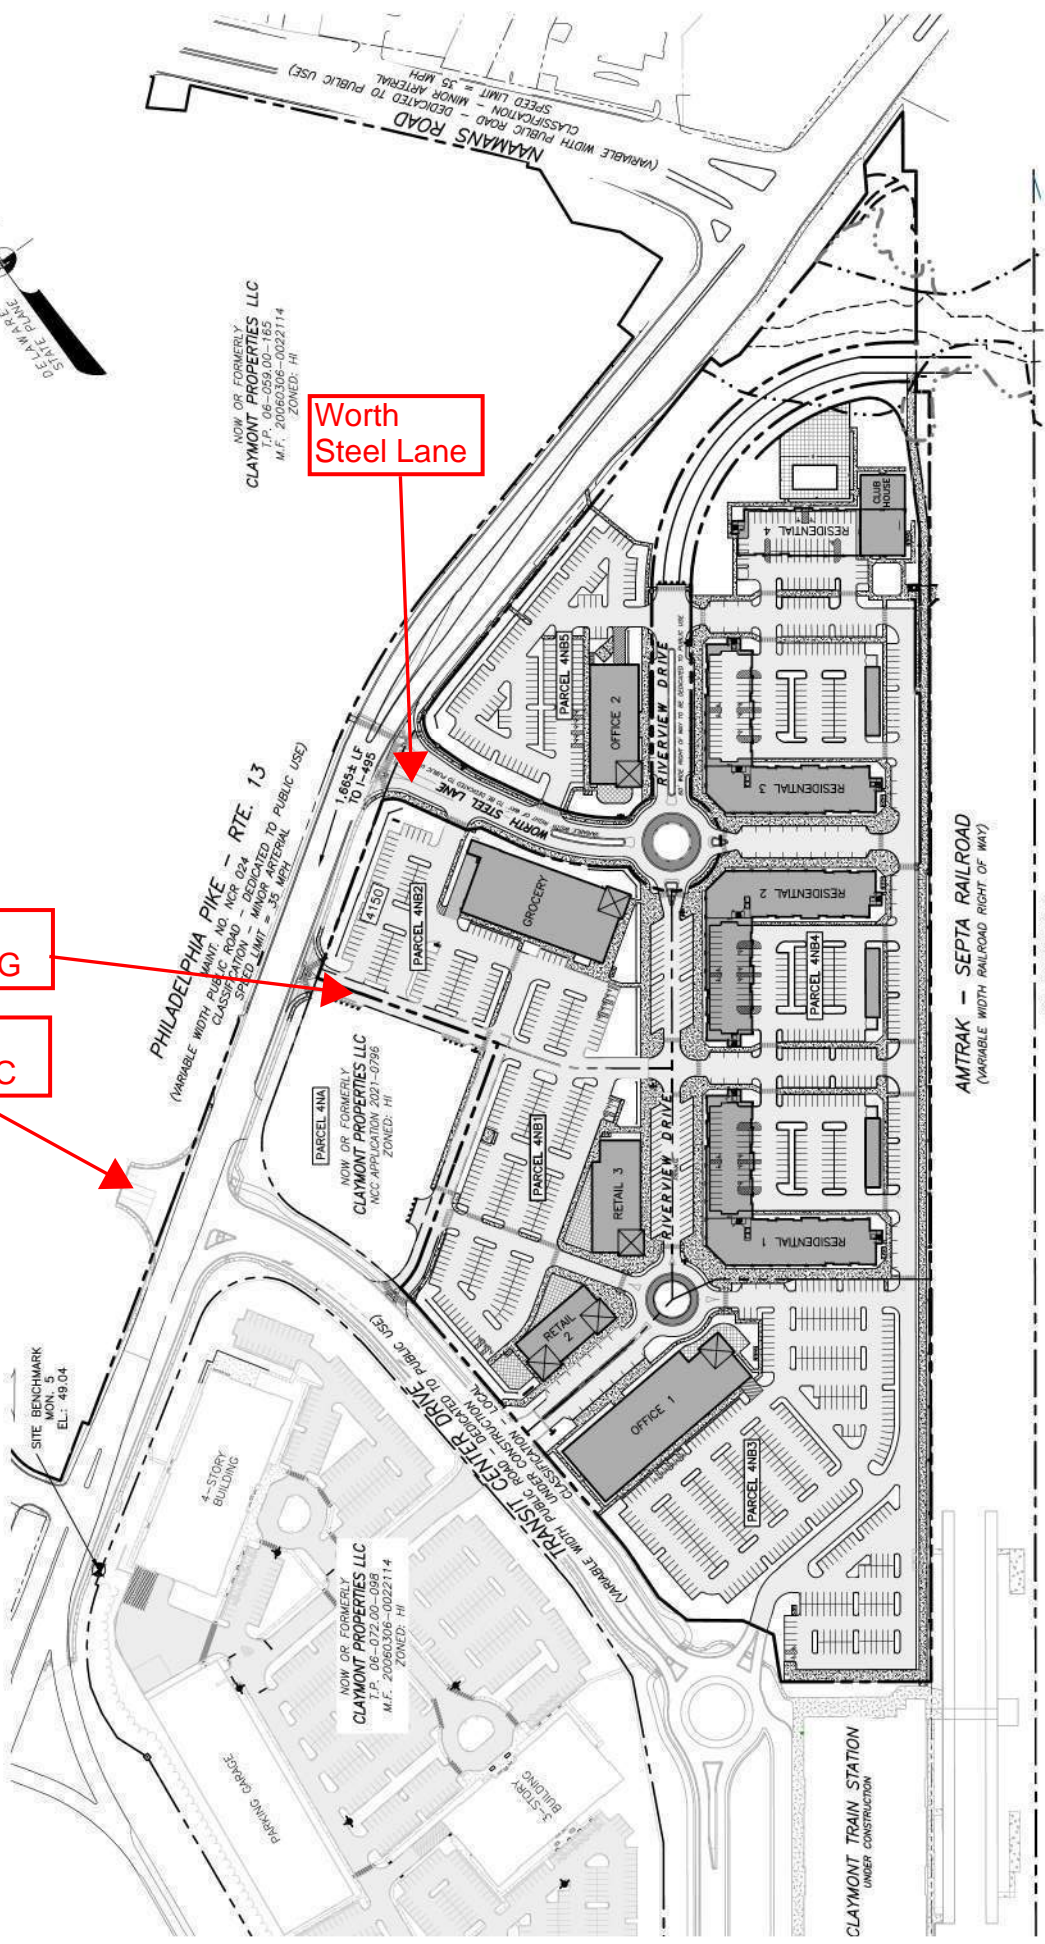 (VARIABLE WIDTH PUBLIC ROAD - DEDICATED TO PUBLIC USE)
CLASSIFICATION - MINOR ARTERIAL
SPEED LIMIT = 35 MPH
NAAMANS ROAD
DELAWARE
STATE PLANE
NOW OR FORMERLY
CLAYMONT PROPERTIES LLC
T.P. 06-059.00-165
M.F. 20060306-0022114
ZONED: HI
Worth
Steel Lane
PHILADELPHIA PIKE - RTE. 13
MAINT. NO. NCR 024
(VARIABLE WIDTH PUBLIC ROAD - DEDICATED TO PUBLIC USE)
CLASSIFICATION - MINOR ARTERIAL
SPEED LIMIT = 35 MPH
1,665± LF
TO I-495
WORTH STEEL LANE
PARCEL 4NB5
OFFICE 2
RIVERVIEW DRIVE
RESIDENTIAL 4
CLUB
HOUSE
RESIDENTIAL 3
4150
PARCEL 4NB2
GROCERY
RESIDENTIAL 2
PARCEL 4NB4
AMTRAK - SEPTA RAILROAD
(VARIABLE WIDTH RAILROAD RIGHT OF WAY)
G
C
PARCEL 4NA
NOW OR FORMERLY
CLAYMONT PROPERTIES LLC
NCC APPLICATION 2021-0796
ZONED: HI
PARCEL 4NB1
RETAIL 3
RIVERVIEW DRIVE
RESIDENTIAL 1
RETAIL
2
OFFICE 1
PARCEL 4NB3
SITE BENCHMARK
MON. 5
EL.: 49.04
4-STORY
BUILDING
TRANSIT CENTER DRIVE
(VARIABLE WIDTH PUBLIC ROAD - DEDICATED TO PUBLIC USE)
UNDER CONSTRUCTION
CLASSIFICATION - LOCAL
NOW OR FORMERLY
CLAYMONT PROPERTIES LLC
T.P. 06-072.00-098
M.F. 20060306-0022114
ZONED: HI
PARKING GARAGE
3-STORY
BUILDING
CLAYMONT TRAIN STATION
UNDER CONSTRUCTION